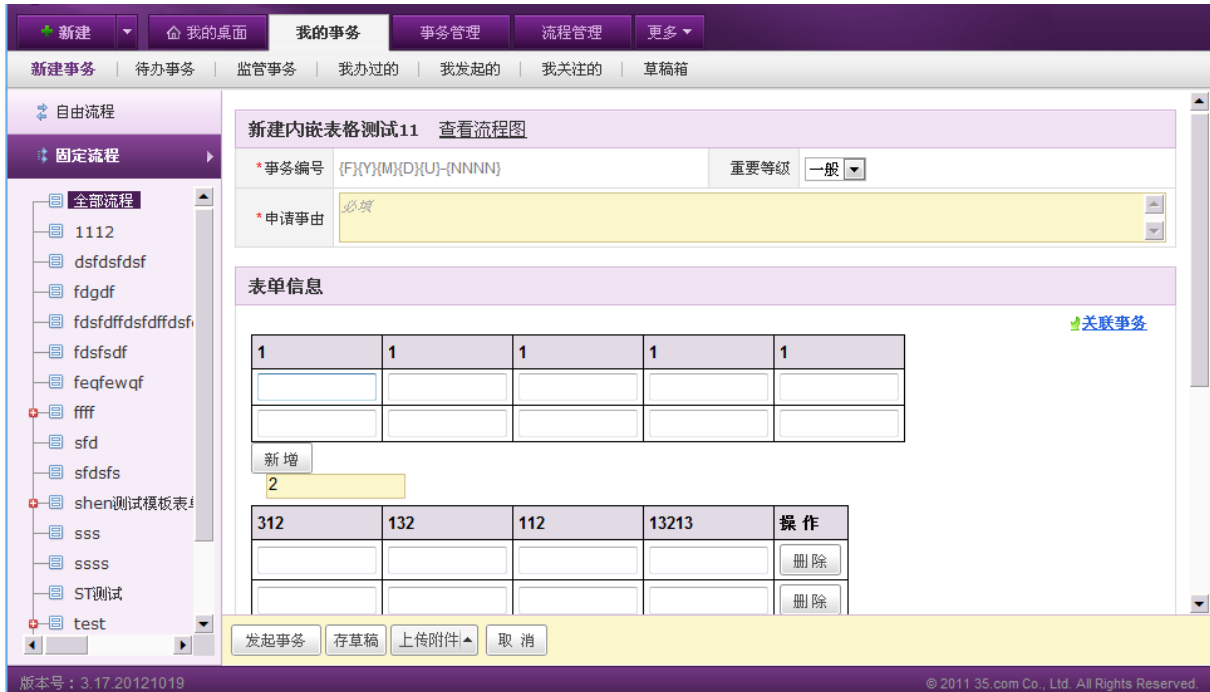 新建 我的桌面 我的事务 事务管理 流程管理 更多
新建事务 待办事务 监管事务 我办过的 我发起的 我关注的 草稿箱
自由流程
固定流程
全部流程
1112
dsfdsfdsf
fdgdf
fdsfdffdsfdffdsf
fdsfsdf
feqfewqf
ffff
sfd
sfdsfs
shen测试模板表
sss
ssss
ST测试
test
新建内嵌表格测试11 查看流程图
*事务编号 {F}{Y}{M}{D}{U}-{NNNN} 重要等级 一般
*申请事由 必填
表单信息
关联事务
1 1 1 1 1
新 增
2
312 132 112 13213 操 作
删 除
删 除
发起事务 存草稿 上传附件 取 消
版本号：3.17.20121019 © 2011 35.com Co., Ltd. All Rights Reserved.